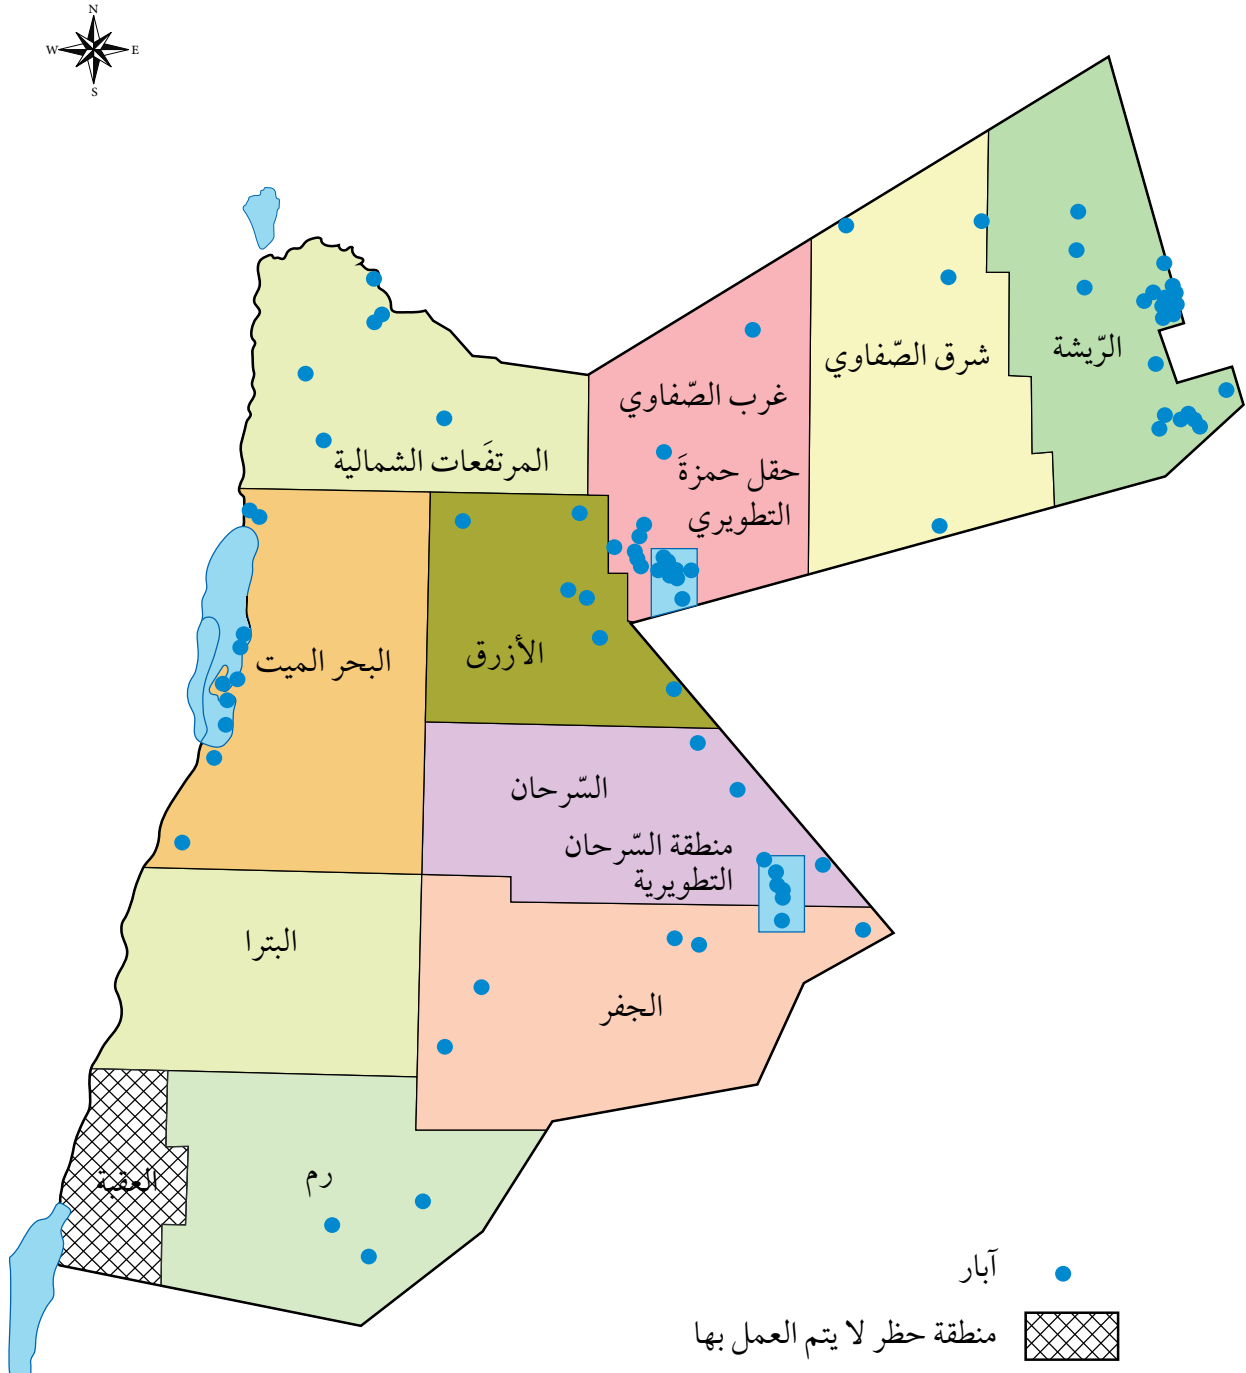 N
W E
S
الرّيشة
شرق الصّفاوي
غرب الصّفاوي
حقل حمزةَ
التطويري
المرتفَعات الشمالية
البحر الميت
الأزرق
السّرحان
منطقة السّرحان
التطويرية
البترا
الجفر
العقبة
رم
آبار
منطقة حظر لا يتم العمل بها